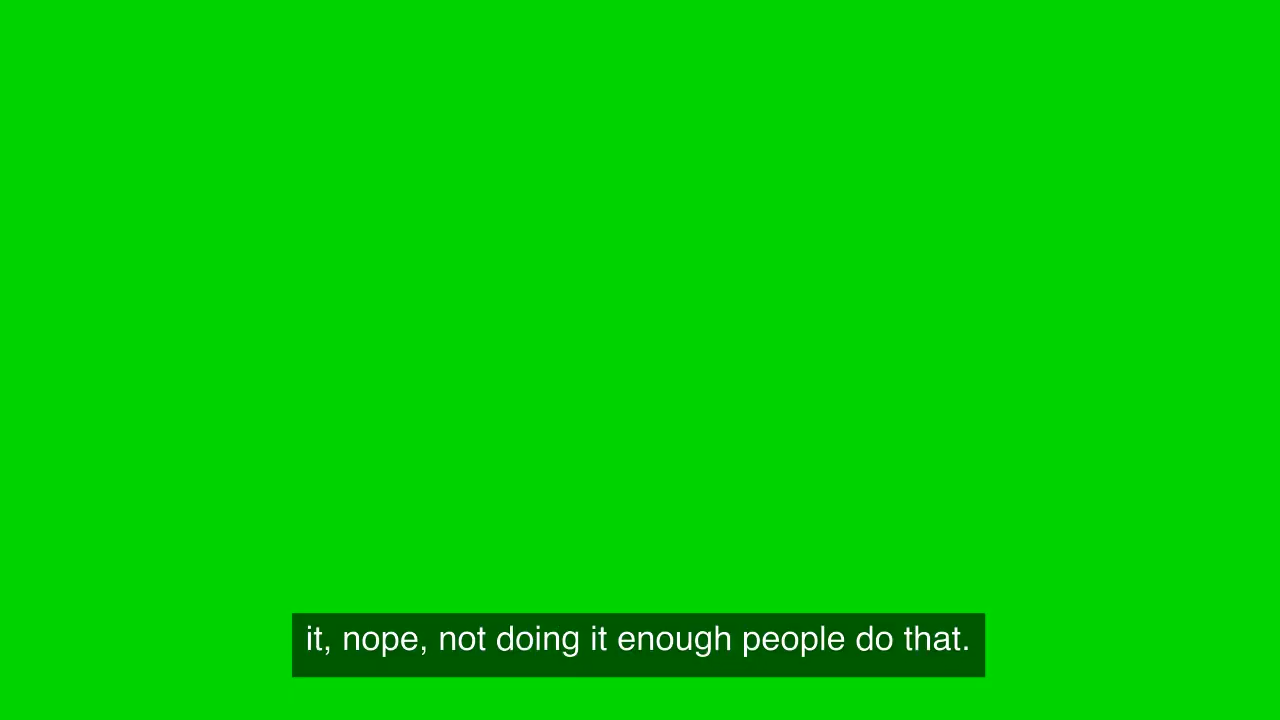 it, nope, not doing it enough people do that.